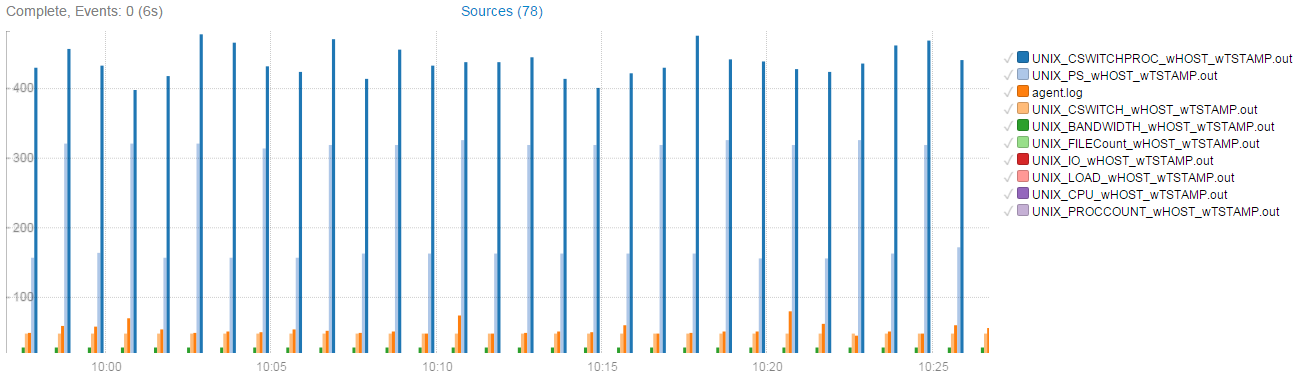 Complete, Events: 0 (6s)
Sources (78)
400
300
200
100
10:00
10:05
10:10
10:15
10:20
10:25
UNIX_CSWITCHPROC_wHOST_wTSTAMP.out
UNIX_PS_wHOST_wTSTAMP.out
agent.log
UNIX_CSWITCH_wHOST_wTSTAMP.out
UNIX_BANDWIDTH_wHOST_wTSTAMP.out
UNIX_FILECount_wHOST_wTSTAMP.out
UNIX_IO_wHOST_wTSTAMP.out
UNIX_LOAD_wHOST_wTSTAMP.out
UNIX_CPU_wHOST_wTSTAMP.out
UNIX_PROCCOUNT_wHOST_wTSTAMP.out